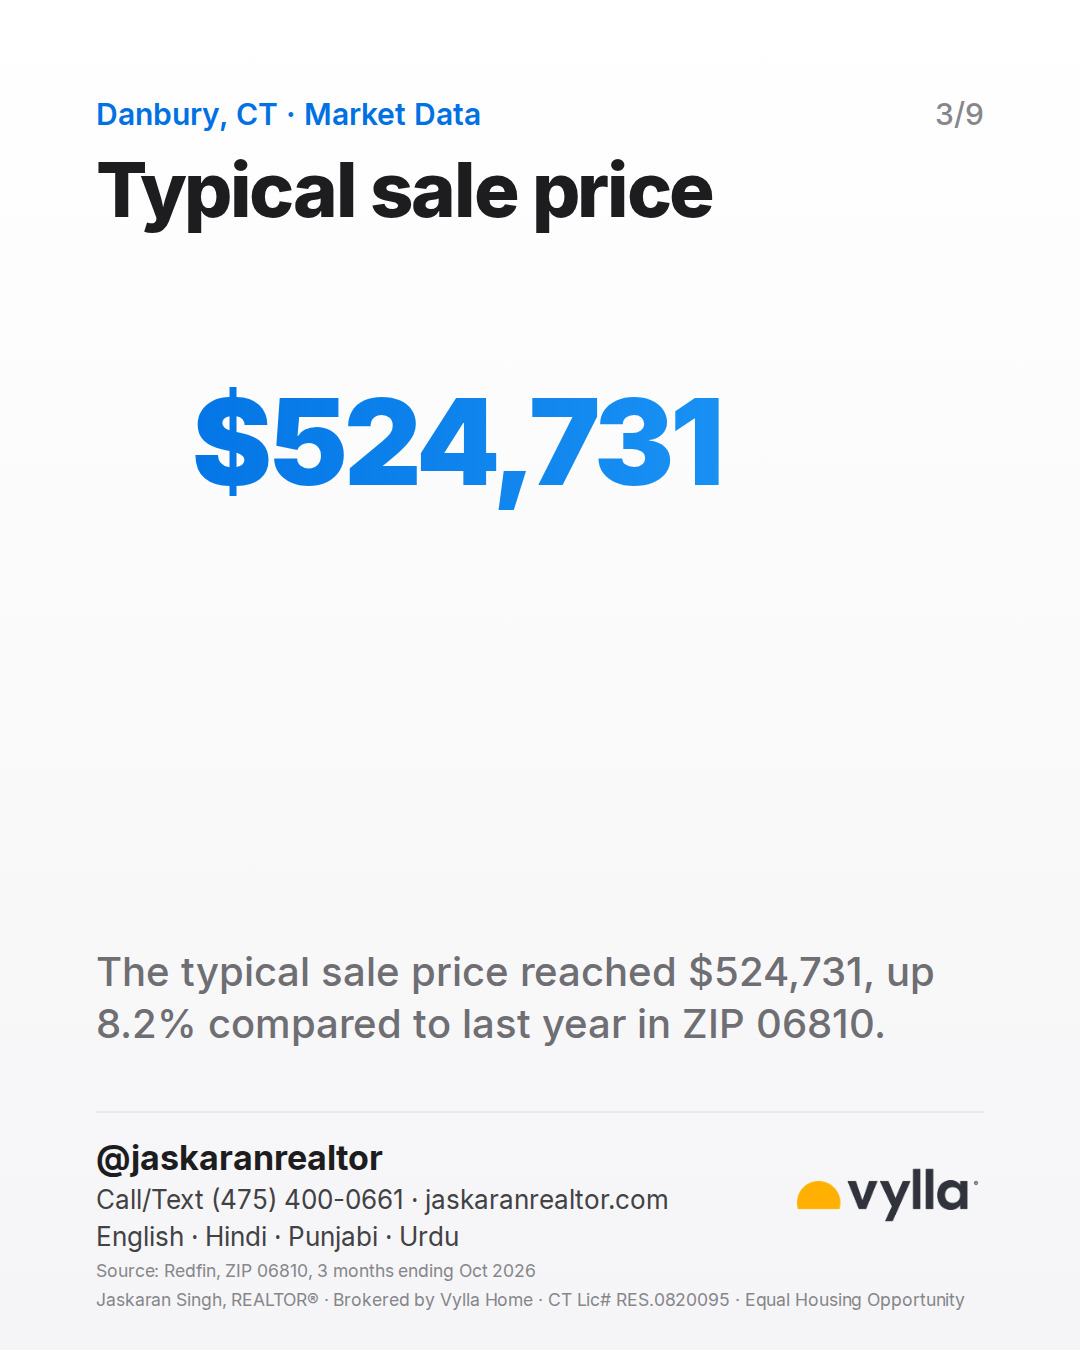 Danbury, CT · Market Data
3/9
Typical sale price
$524,731
The typical sale price reached $524,731, up
8.2% compared to last year in ZIP 06810.
@jaskaranrealtor
Call/Text (475) 400-0661 · jaskaranrealtor.com
English · Hindi · Punjabi · Urdu
vylla
Source: Redfin, ZIP 06810, 3 months ending Oct 2026
Jaskaran Singh, REALTOR® · Brokered by Vylla Home · CT Lic# RES.0820095 · Equal Housing Opportunity